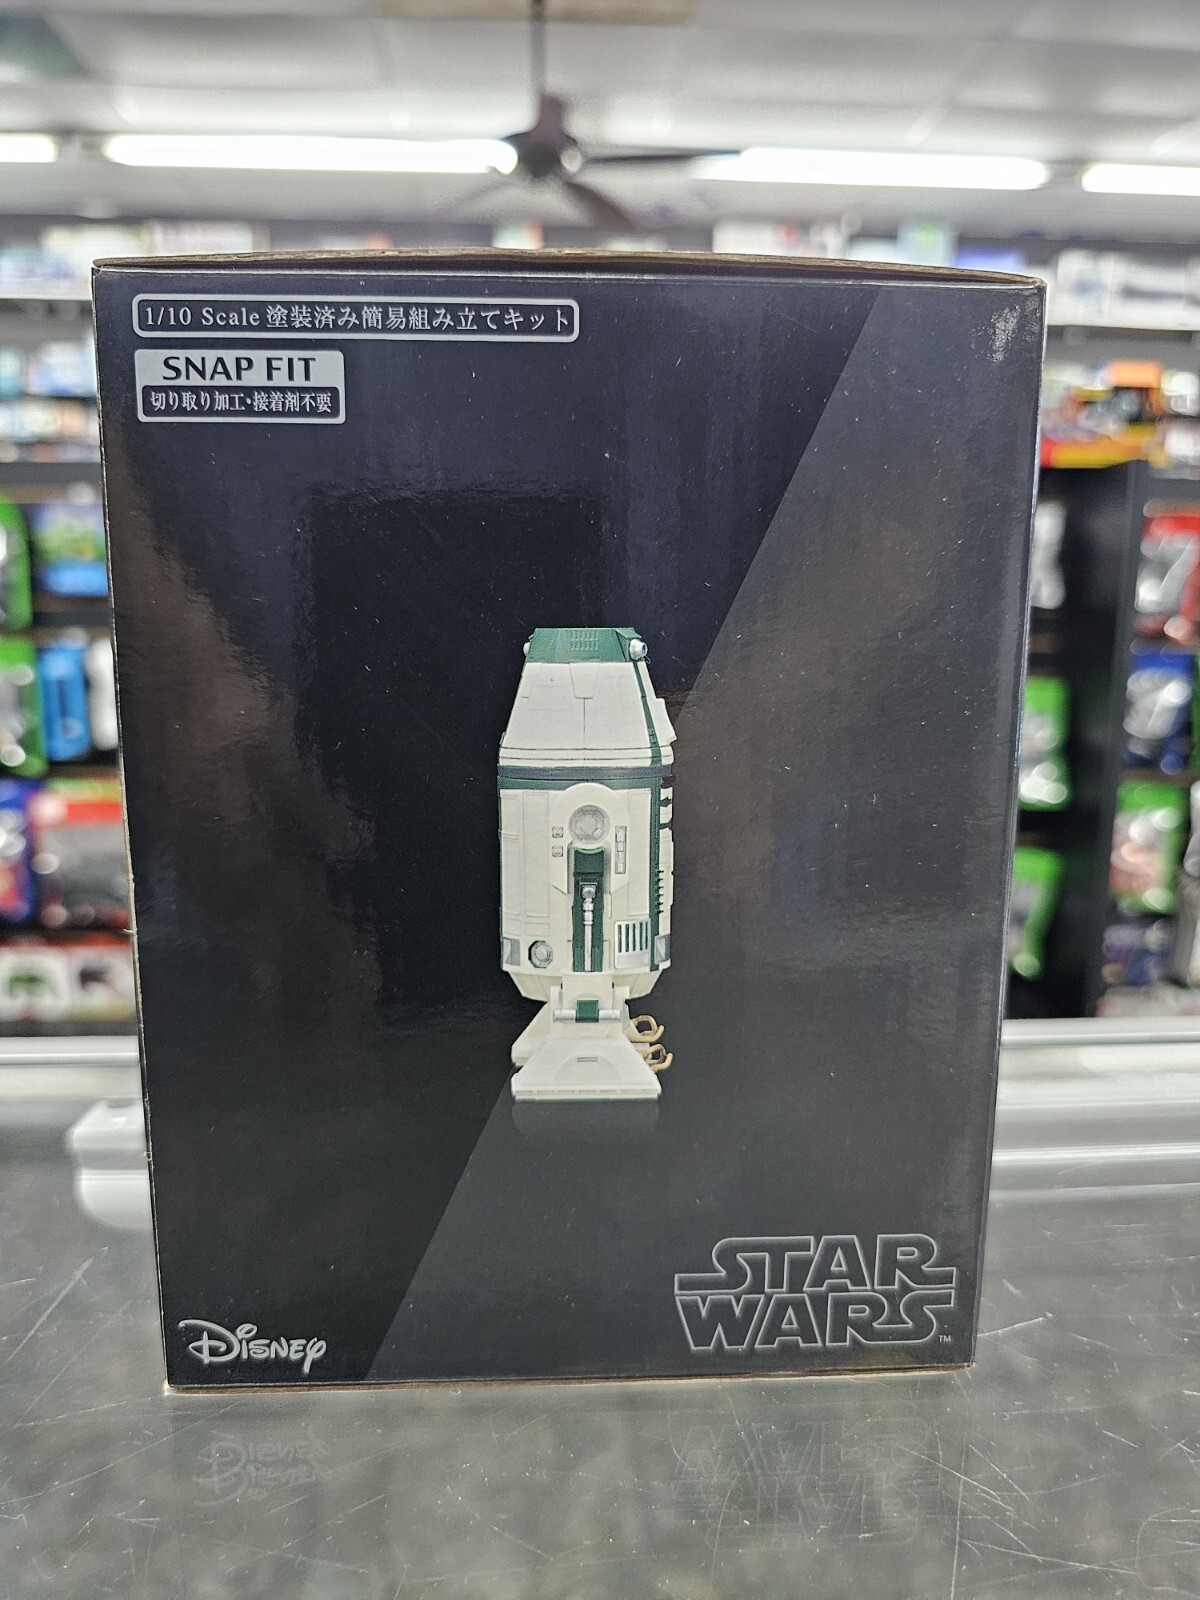 1/10 Scale 塗装済み簡易組み立てキット
SNAP FIT
切り取り加工・接着剤不要
STAR
WARS
TM
Disney